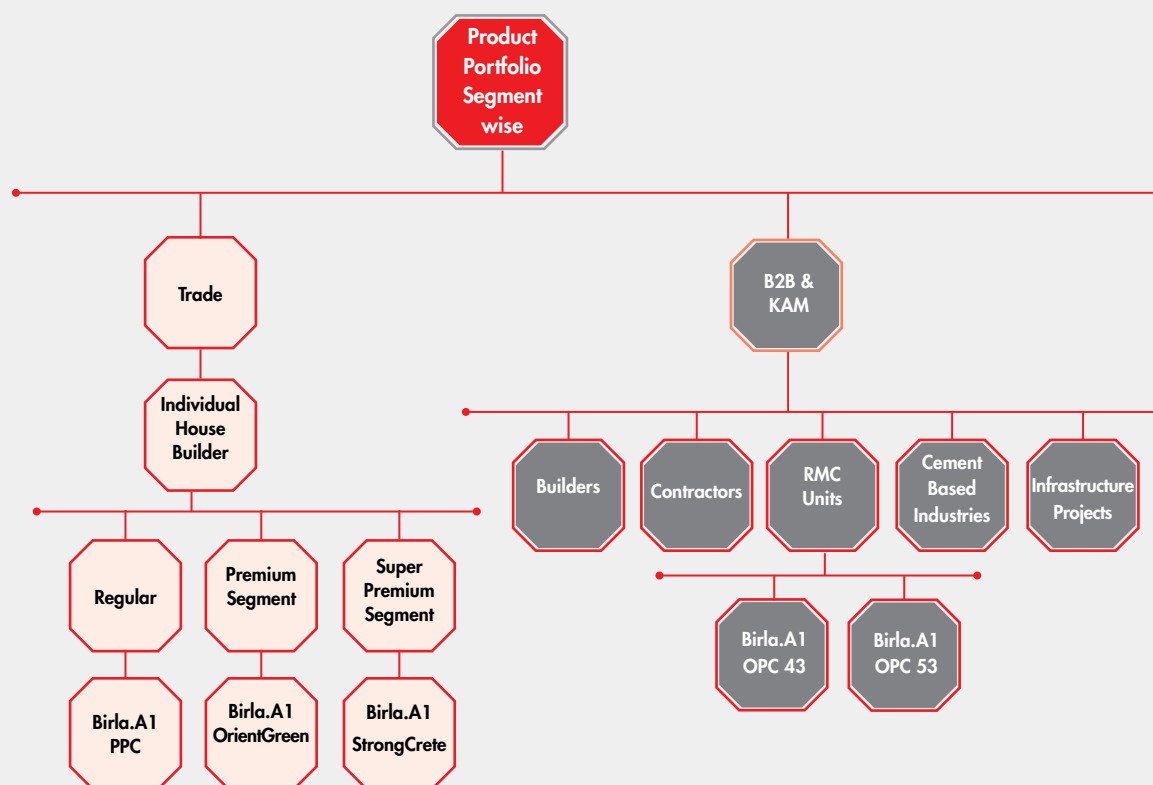 Product
Portfolio
Segment
wise
Trade
B2B &
KAM
Individual
House
Builder
Builders
Contractors
RMC
Units
Cement
Based
Industries
Infrastructure
Projects
Regular
Premium
Segment
Super
Premium
Segment
Birla.A1
OPC 43
Birla.A1
OPC 53
Birla.A1
PPC
Birla.A1
OrientGreen
Birla.A1
StrongCrete